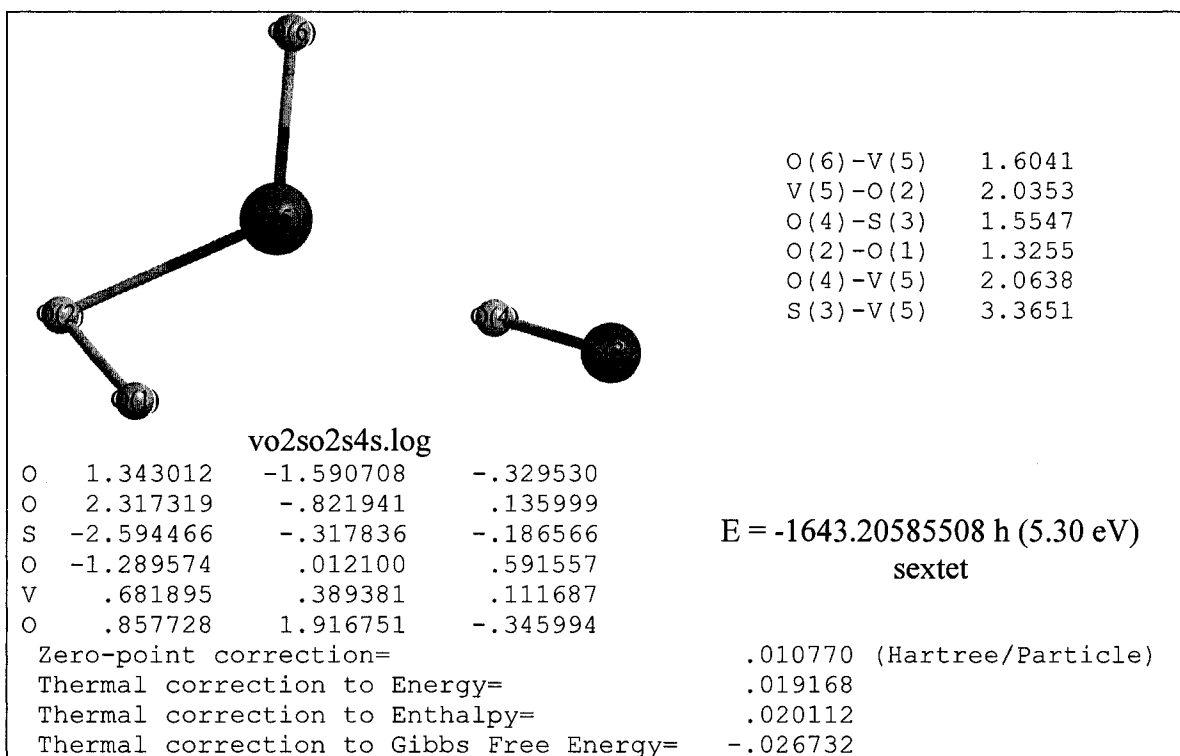 O(6)-V(5) 1.6041
V(5)-O(2) 2.0353
O(4)-S(3) 1.5547
O(2)-O(1) 1.3255
O(4)-V(5) 2.0638
S(3)-V(5) 3.3651
vo2so2s4s.log
O 1.343012 -1.590708 -.329530
O 2.317319 -.821941 .135999
S -2.594466 -.317836 -.186566
O -1.289574 .012100 .591557
V .681895 .389381 .111687
O .857728 1.916751 -.345994
E = -1643.20585508 h (5.30 eV)
sextet
Zero-point correction= .010770 (Hartree/Particle)
Thermal correction to Energy= .019168
Thermal correction to Enthalpy= .020112
Thermal correction to Gibbs Free Energy= -.026732